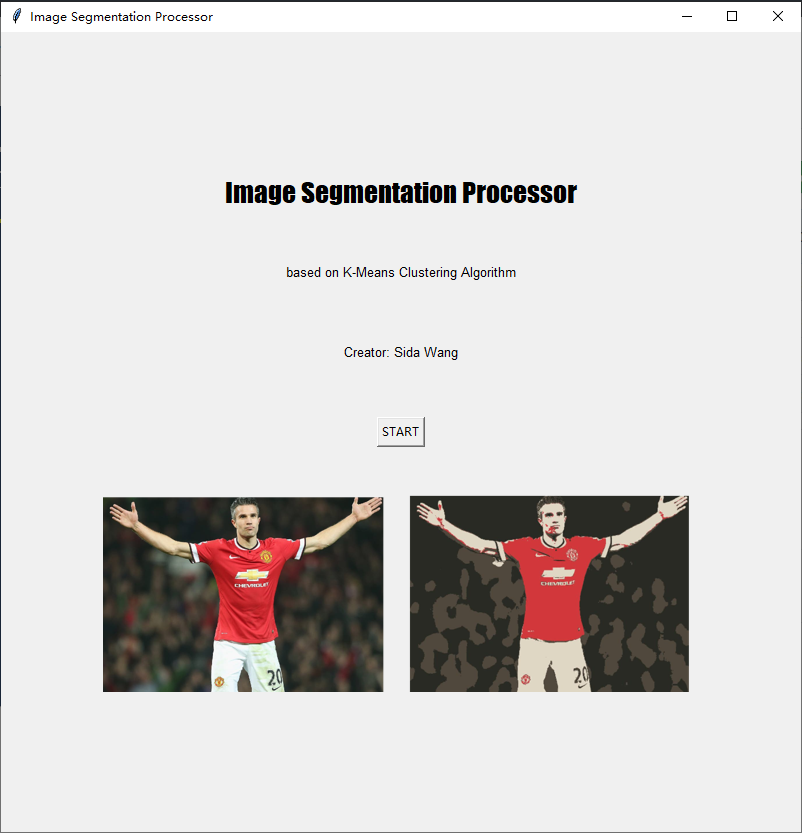 Image Segmentation Processor
Image Segmentation Processor
based on K-Means Clustering Algorithm
Creator: Sida Wang
START
CHEVROLET
20
CHEVROLET
20